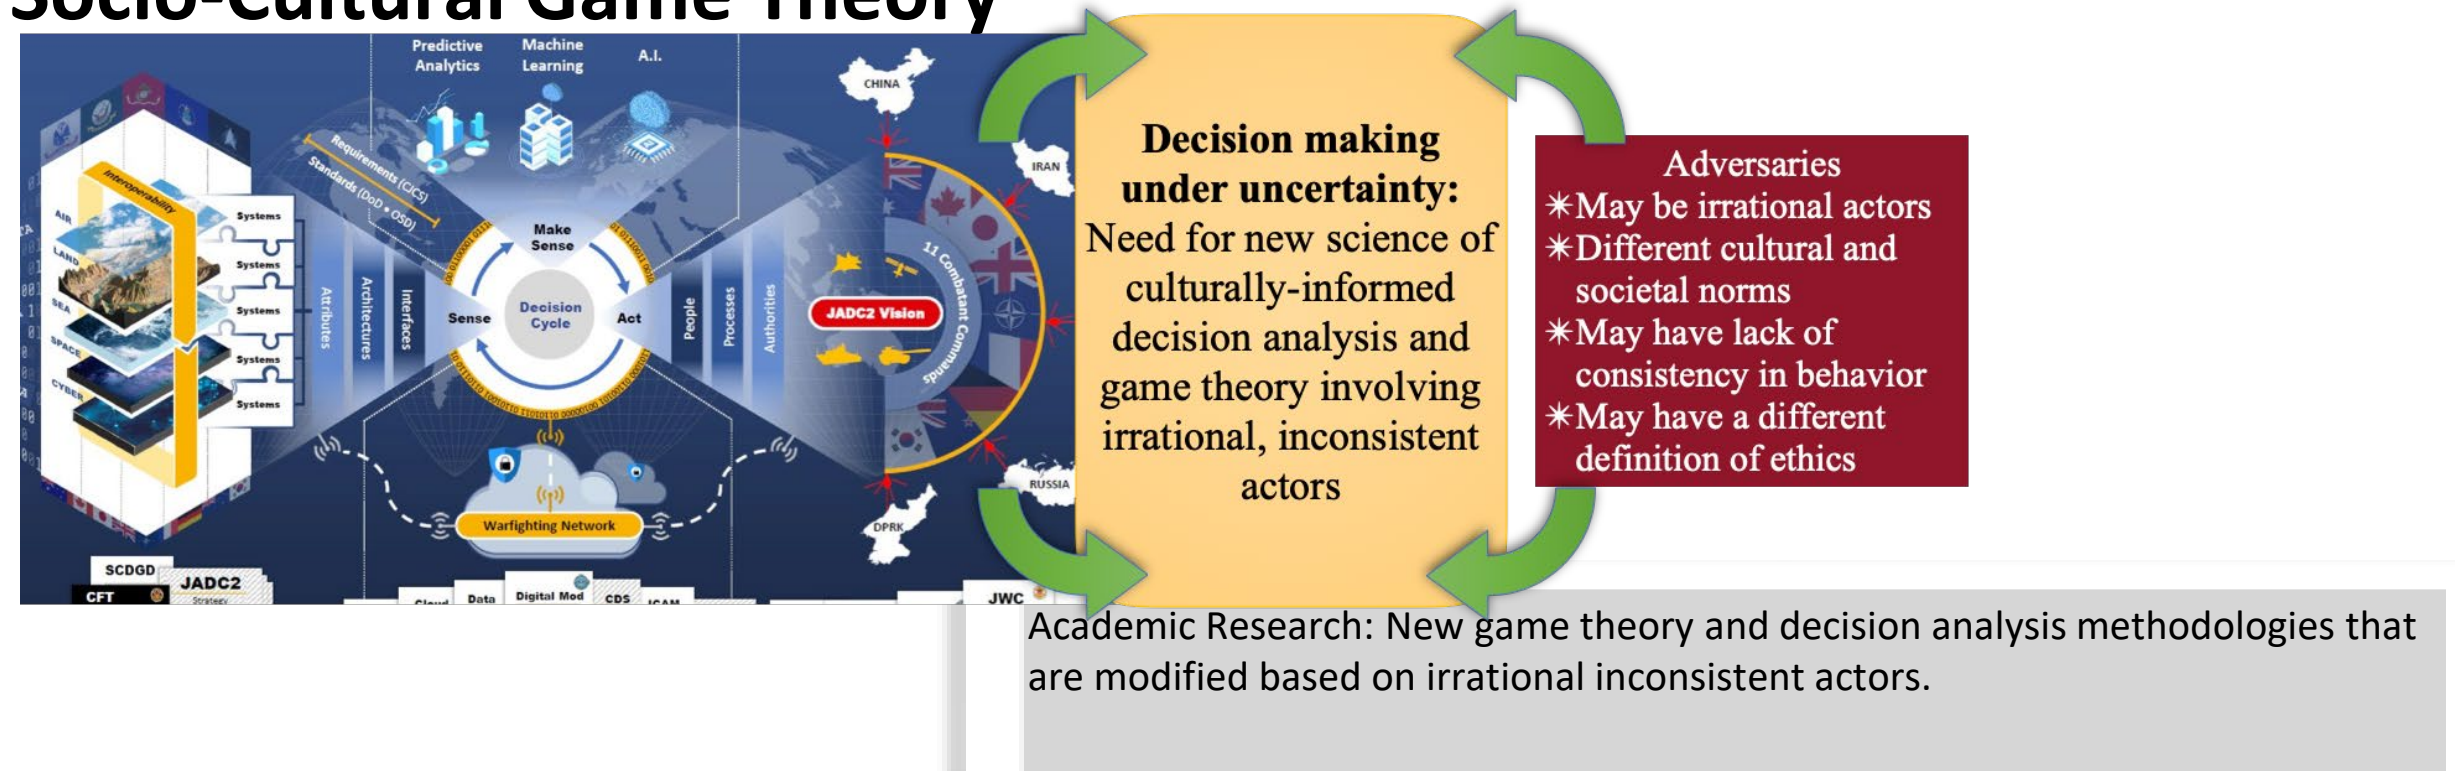 Socio-Cultural Game Theory
Predictive
Analytics
Machine
Learning
A.I.
Requirements (CJCS)
Standards (DoD • OSD)
Interoperability
AIR
LAND
SEA
SPACE
CYBER
Systems
Systems
Systems
Systems
Systems
Attributes
Architectures
Interfaces
Make
Sense
Sense
Decision
Cycle
Act
People
Processes
Authorities
JADC2 Vision
11 Combatant Commands
CHINA
IRAN
RUSSIA
DPRK
Warfighting Network
SCDGD
CFT
JADC2
Strategy
Cloud
Data
Digital Mod
CDS
ICAM
JWC
Decision making
under uncertainty:
Need for new science of
culturally-informed
decision analysis and
game theory involving
irrational, inconsistent
actors
Adversaries
✴May be irrational actors
✴Different cultural and
societal norms
✴May have lack of
consistency in behavior
✴May have a different
definition of ethics
Academic Research: New game theory and decision analysis methodologies that
are modified based on irrational inconsistent actors.